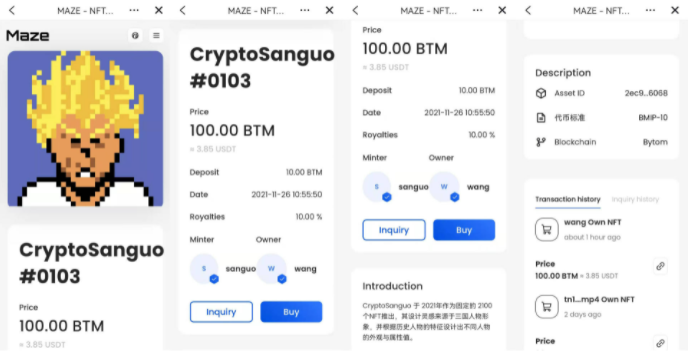 MAZE - NFT...
Maze
CryptoSanguo
#0103
Price
100.00 BTM
MAZE - NFT...
CryptoSanguo
#0103
Price
100.00 BTM
≈ 3.85 USDT
Deposit 10.00 BTM
Date 2021-11-26 10:55:50
Royalties 10.00 %
Minter Owner
S sanguo W wang
Inquiry Buy
MAZE - NFT...
Price
100.00 BTM
≈ 3.85 USDT
Deposit 10.00 BTM
Date 2021-11-26 10:55:50
Royalties 10.00 %
Minter Owner
S sanguo W wang
Inquiry Buy
Introduction
CryptoSanguo 于 2021年作为固定的 2100
个NFT推出，其设计灵感来源于三国人物形
象，并根据历史人物的特征设计出不同人物
的外观与属性值。
MAZE - NFT...
Description
Asset ID 2ec9...6068
代币标准 BMIP-10
Blockchain Bytom
Transaction history Inquiry history
wang Own NFT
about 1 hour ago
Price
100.00 BTM ≈ 3.85 USDT
tn1...mp4 Own NFT
2 days ago
Price